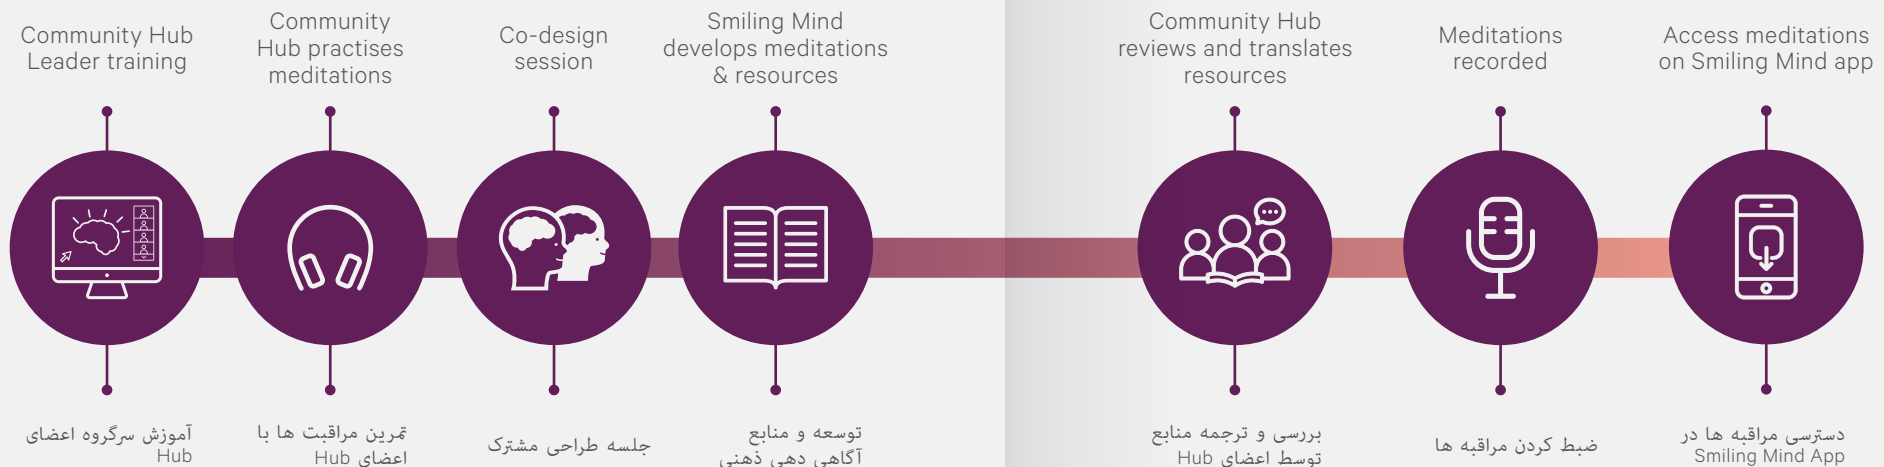 Community Hub
Leader training
Community
Hub practises
meditations
Co-design
session
Smiling Mind
develops meditations
& resources
Community Hub
reviews and translates
resources
Meditations
recorded
Access meditations
on Smiling Mind app
آموزش سرگروه اعضای
Hub
تمرین مراقبت ها با
اعضای Hub
جلسه طراحی مشترک
توسعه و منابع
آگاهی دهی ذهنی
بررسی و ترجمه منابع
توسط اعضای Hub
ضبط کردن مراقبه ها
دسترسی مراقبه ها در
Smiling Mind App